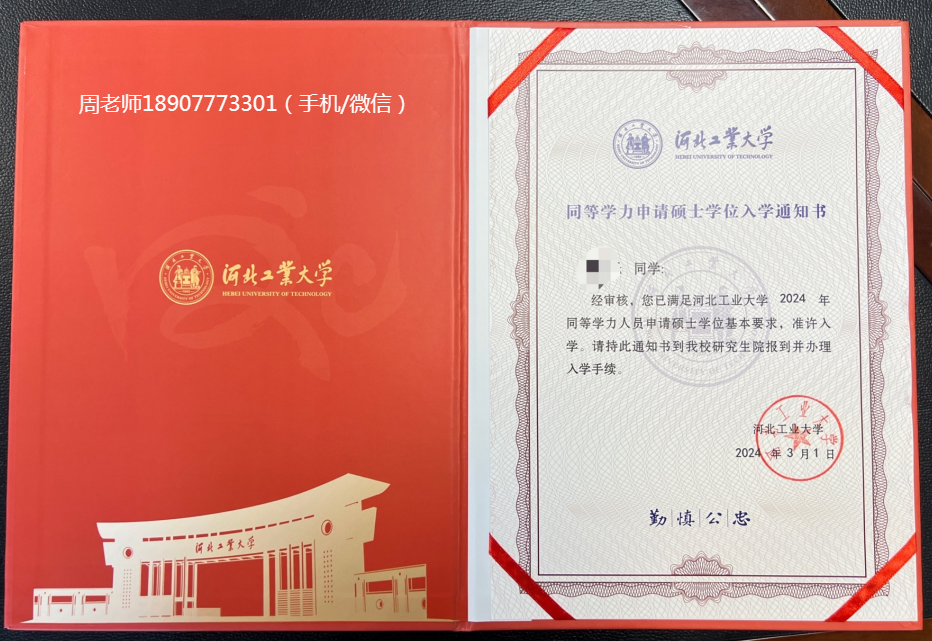 周老师18907773301（手机/微信）
河北工業大学
HEBEI UNIVERSITY OF TECHNOLOGY
河北工業大学
河北工業大学
HEBEI UNIVERSITY OF TECHNOLOGY
同等学力申请硕士学位入学通知书
同学:
经审核，您已满足河北工业大学 2024 年
同等学力人员申请硕士学位基本要求，准许入
学。请持此通知书到我校研究生院报到并办理
入学手续。
河北工业大学
2024 年 3 月 1 日
勤慎公忠